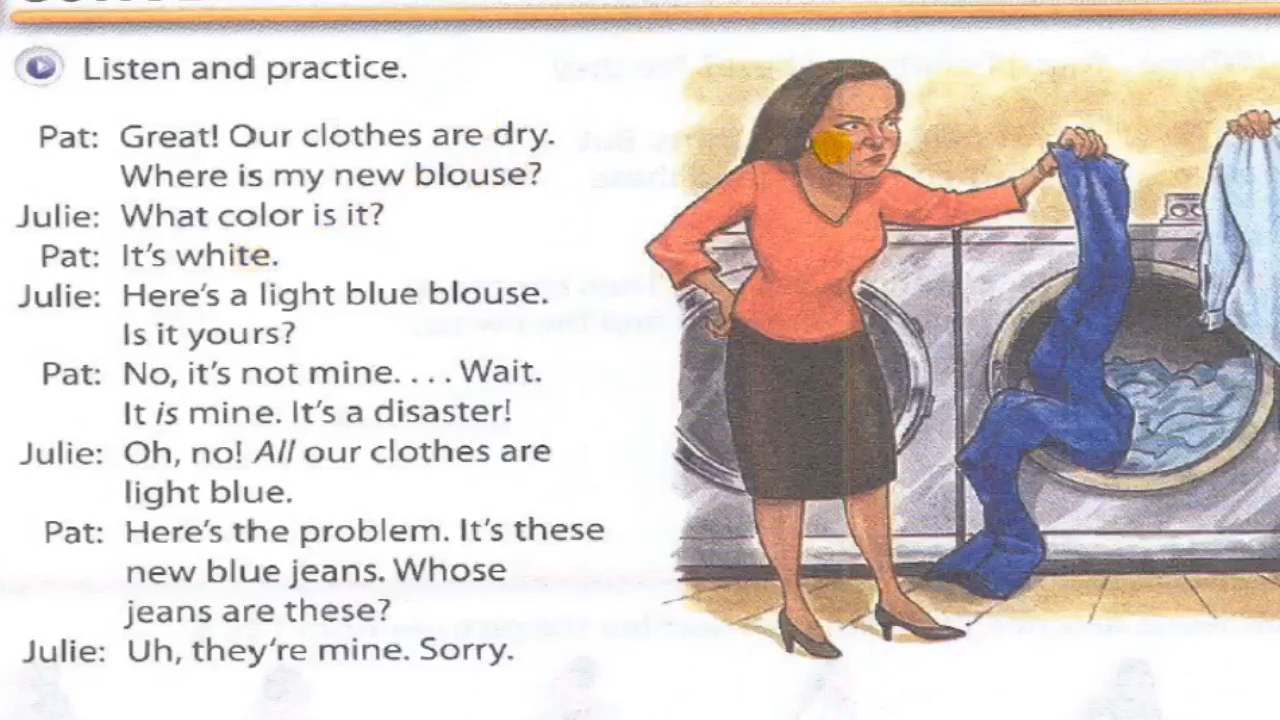 Listen and practice.
Pat: Great! Our clothes are dry.
Where is my new blouse?
Julie: What color is it?
Pat: It's white.
Julie: Here's a light blue blouse.
Is it yours?
Pat: No, it's not mine. . . . Wait.
It is mine. It's a disaster!
Julie: Oh, no! All our clothes are
light blue.
Pat: Here's the problem. It's these
new blue jeans. Whose
jeans are these?
Julie: Uh, they're mine. Sorry.